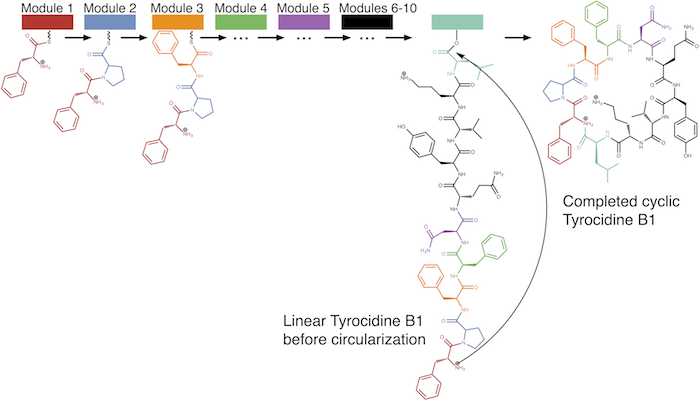 Module 1 Module 2 Module 3 Module 4 Module 5 Modules 6-10
Linear Tyrocidine B1
before circularization
Completed cyclic
Tyrocidine B1